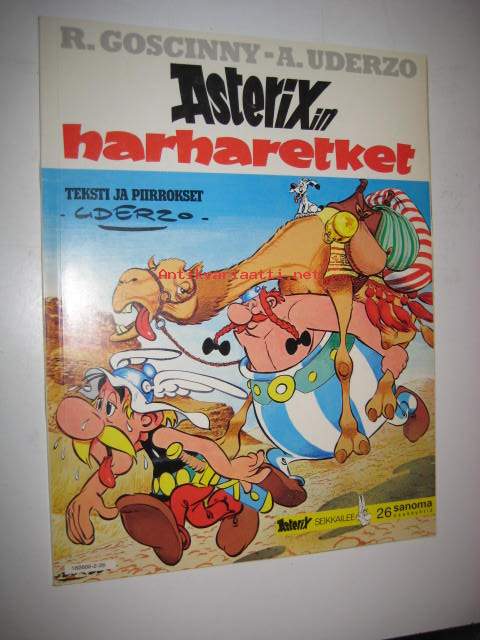 R. GOSCINNY-A. UDERZO
Asterixin
harharetket
TEKSTI JA PIIRROKSET
-UDERZO-
Antikvariaatti.net
Asterix SEIKKAILEE 26 sanoma